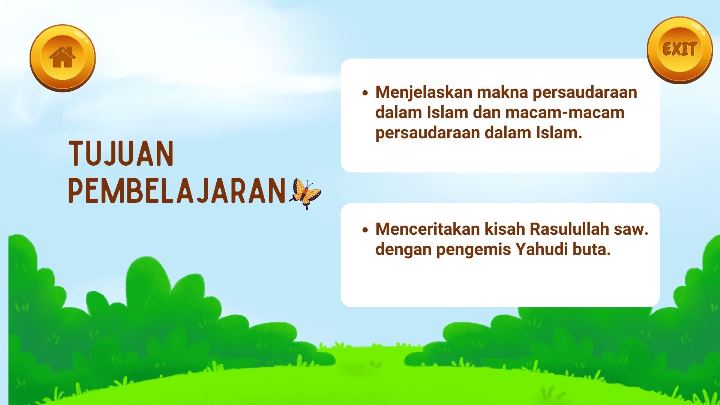 EXIT
TUJUAN
PEMBELAJARAN
• Menjelaskan makna persaudaraan
dalam Islam dan macam-macam
persaudaraan dalam Islam.
• Menceritakan kisah Rasulullah saw.
dengan pengemis Yahudi buta.